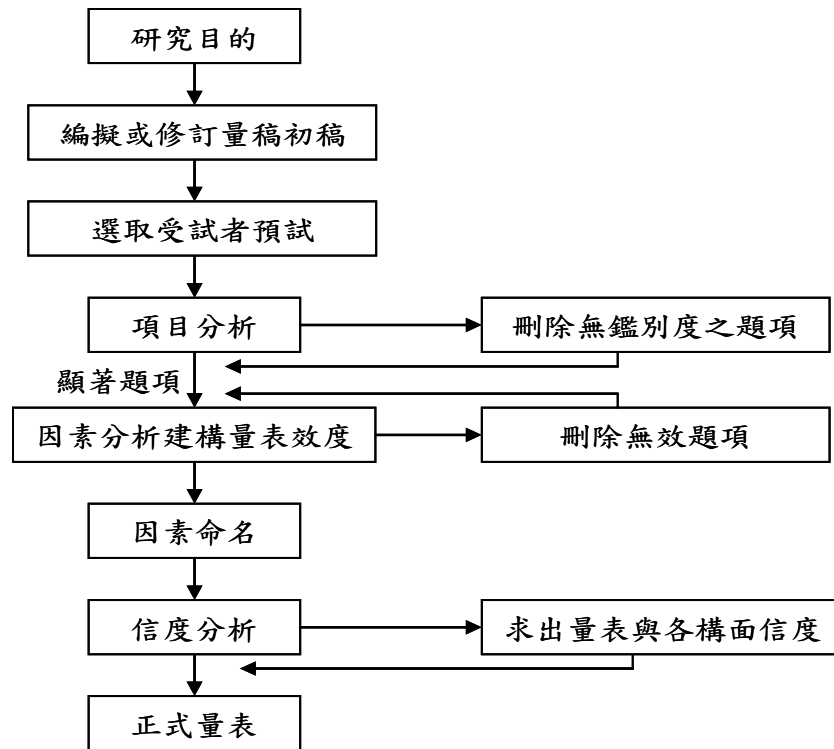 研究目的
編擬或修訂量稿初稿
選取受試者預試
項目分析
刪除無鑑別度之題項
顯著題項
因素分析建構量表效度
刪除無效題項
因素命名
信度分析
求出量表與各構面信度
正式量表